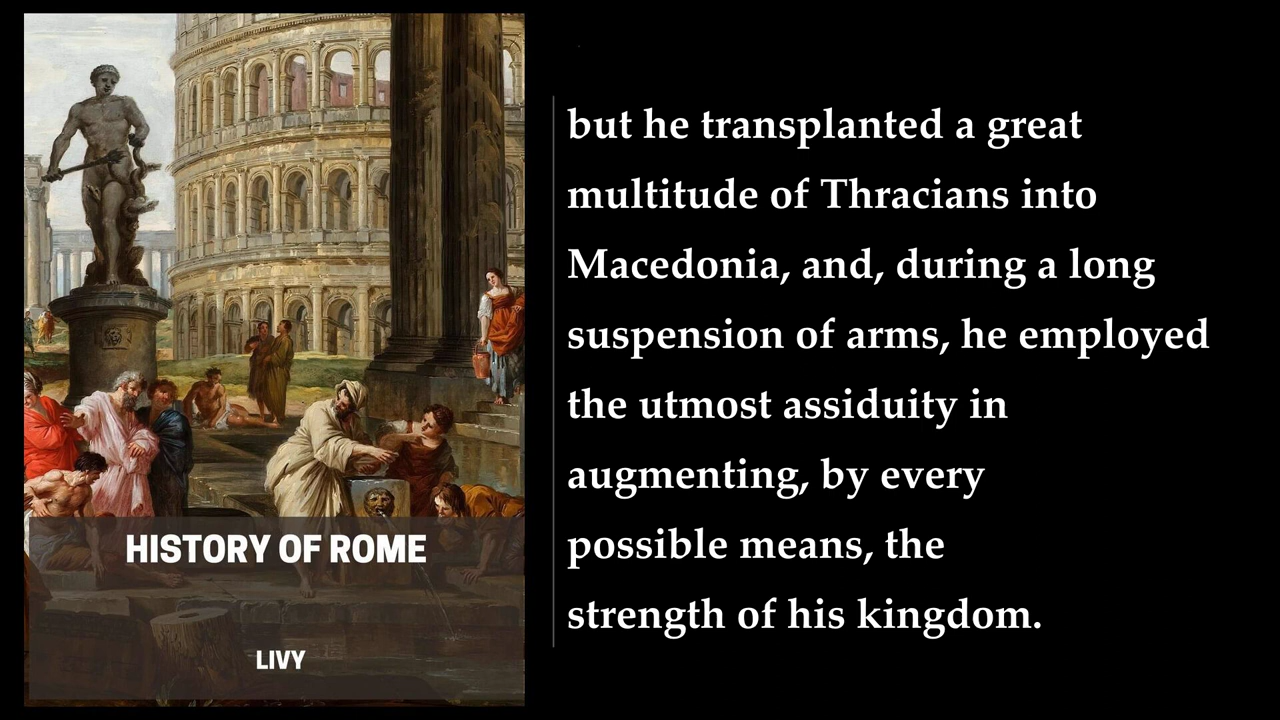 HISTORY OF ROME
LIVY
but he transplanted a great
multitude of Thracians into
Macedonia, and, during a long
suspension of arms, he employed
the utmost assiduity in
augmenting, by every
possible means, the
strength of his kingdom.